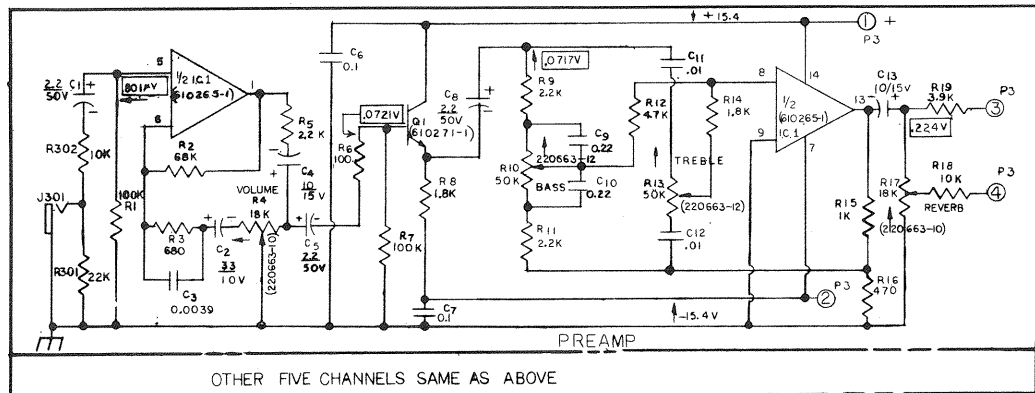 +15.4
1 +
P3
C6
0.1
C1 2.2
50V
+
-
5
.801µV
1/2 I.C.1
(610265-1)
1
6
R302
10K
R2
68K
R5
2.2K
C4
10
15V
J301
100K
R1
R3
680
C2
33
10V
VOLUME
R4
18K
(220663-10)
C5
2.2
50V
R301
22K
C3
0.0039
.0721V
R6
100
Q1
(610271-1)
C8
2.2
50V
R7
100K
R8
1.8K
C7
0.1
.0717V
R9
2.2K
C9
0.22
R10
50K
220663-12
BASS
C10
0.22
R11
2.2K
C11
.01
R12
4.7K
R14
1.8K
TREBLE
R13
50K
(220663-12)
C12
.01
8
14
1/2
(610265-1)
I.C.1
9
7
13
C13
10/15V
R19
3.9K
P3
3
.224V
R17
18K
R18
10K
REVERB
P3
4
R15
1K
(220663-10)
R16
470
P3
2
-15.4V
PREAMP
OTHER FIVE CHANNELS SAME AS ABOVE